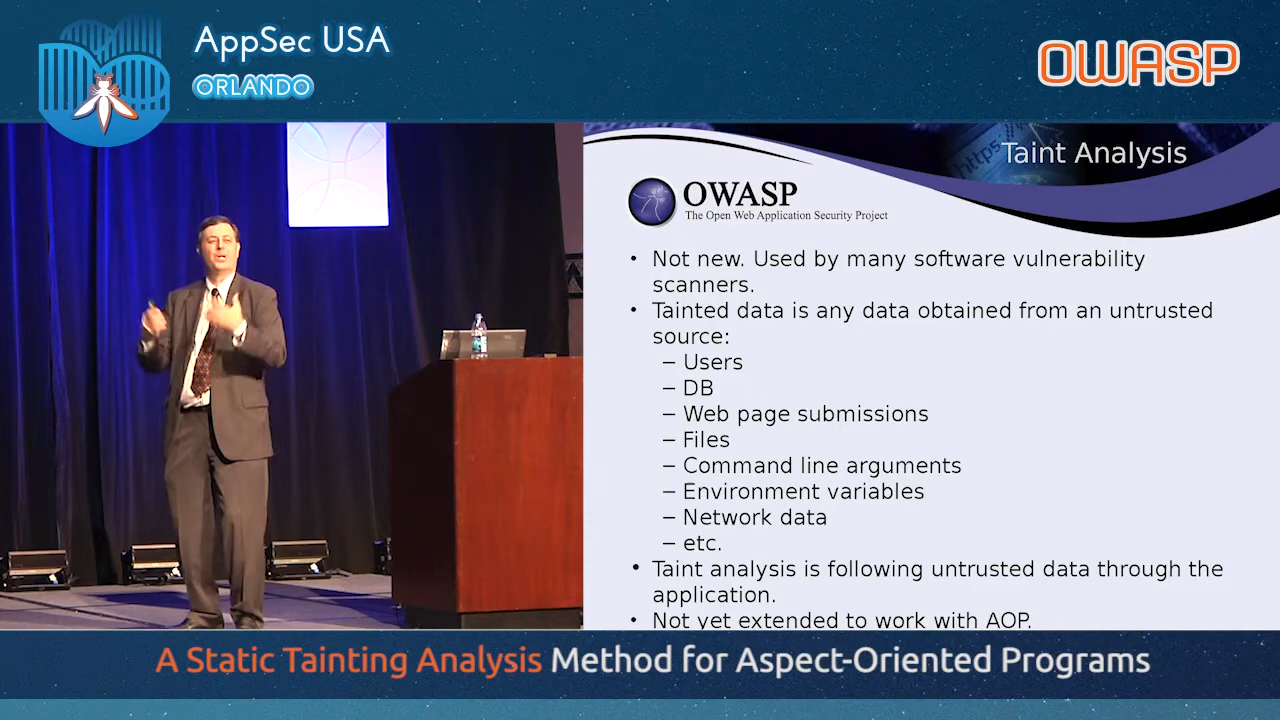 AppSec USA
ORLANDO
OWASP
Taint Analysis
https:
OWASP
The Open Web Application Security Project
• Not new. Used by many software vulnerability
scanners.
• Tainted data is any data obtained from an untrusted
source:
– Users
– DB
– Web page submissions
– Files
– Command line arguments
– Environment variables
– Network data
– etc.
• Taint analysis is following untrusted data through the
application.
• Not yet extended to work with AOP.
A Static Tainting Analysis Method for Aspect-Oriented Programs